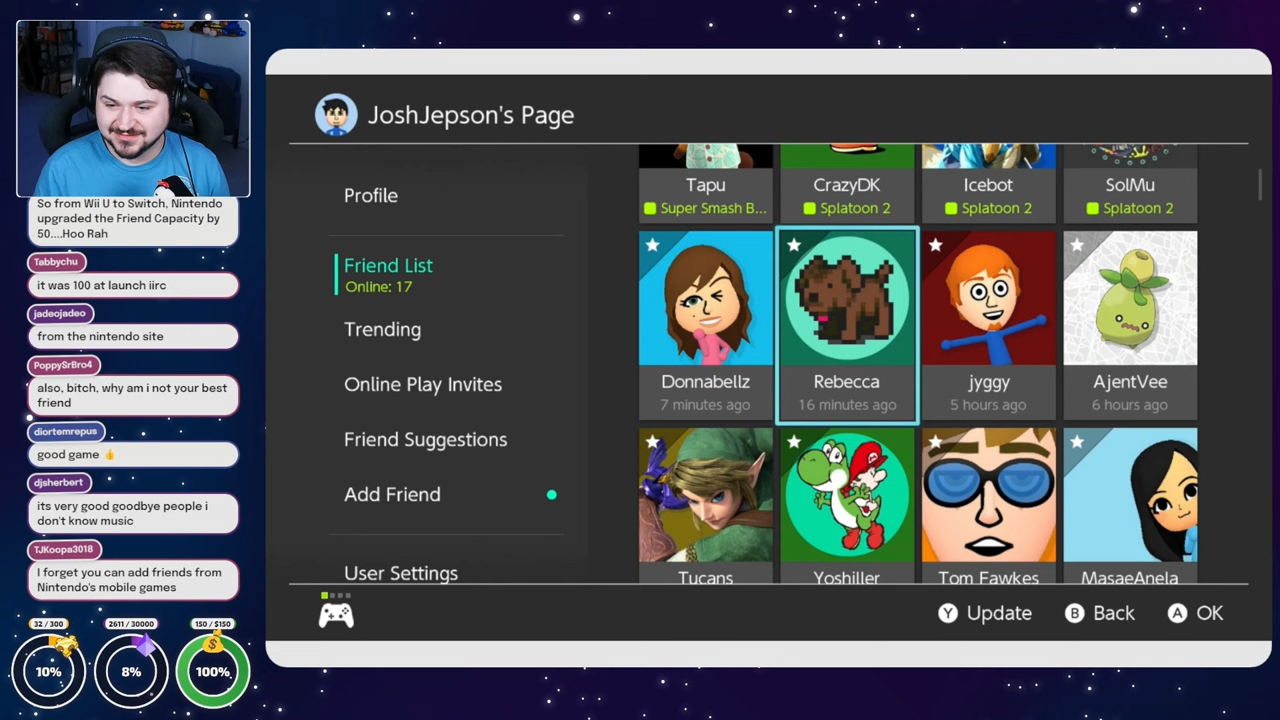 So from Wii U to Switch, Nintendo
upgraded the Friend Capacity by
50....Hoo Rah
Tabbychu
it was 100 at launch iirc
jadeojadeo
from the nintendo site
PoppySrBro4
also, bitch, why am i not your best
friend
diortemrepus
good game 👍
djsherbert
its very good goodbye people i
don't know music
TJKoopa3018
I forget you can add friends from
Nintendo's mobile games
32 / 300
2611 / 30000
150 / $150
10%
8%
100%
JoshJepson's Page
Profile
Friend List
Online: 17
Trending
Online Play Invites
Friend Suggestions
Add Friend
User Settings
Tapu
CrazyDK
Icebot
SolMu
Super Smash B...
Splatoon 2
Splatoon 2
Splatoon 2
Donnabellz
Rebecca
jyggy
AjentVee
7 minutes ago
16 minutes ago
5 hours ago
6 hours ago
Tucans
Yoshiller
Tom Fawkes
MasaeAnela
Y Update
B Back
A OK